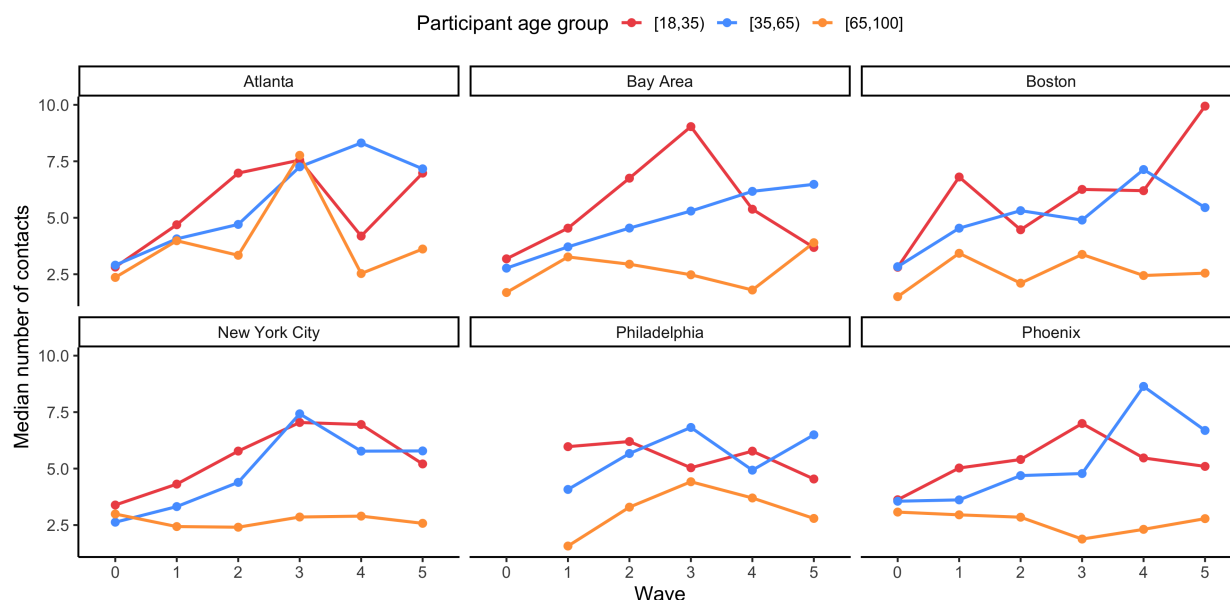 Participant age group [18,35) [35,65) [65,100]
Atlanta Bay Area Boston
10.0
7.5
5.0
2.5
New York City Philadelphia Phoenix
10.0
7.5
5.0
2.5
Median number of contacts
0 1 2 3 4 5 0 1 2 3 4 5 0 1 2 3 4 5
Wave